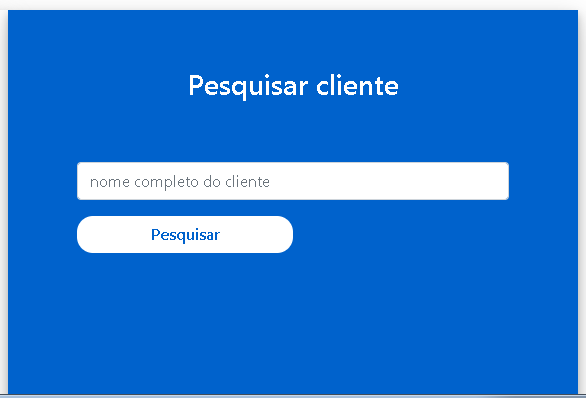 Pesquisar cliente
nome completo do cliente
Pesquisar